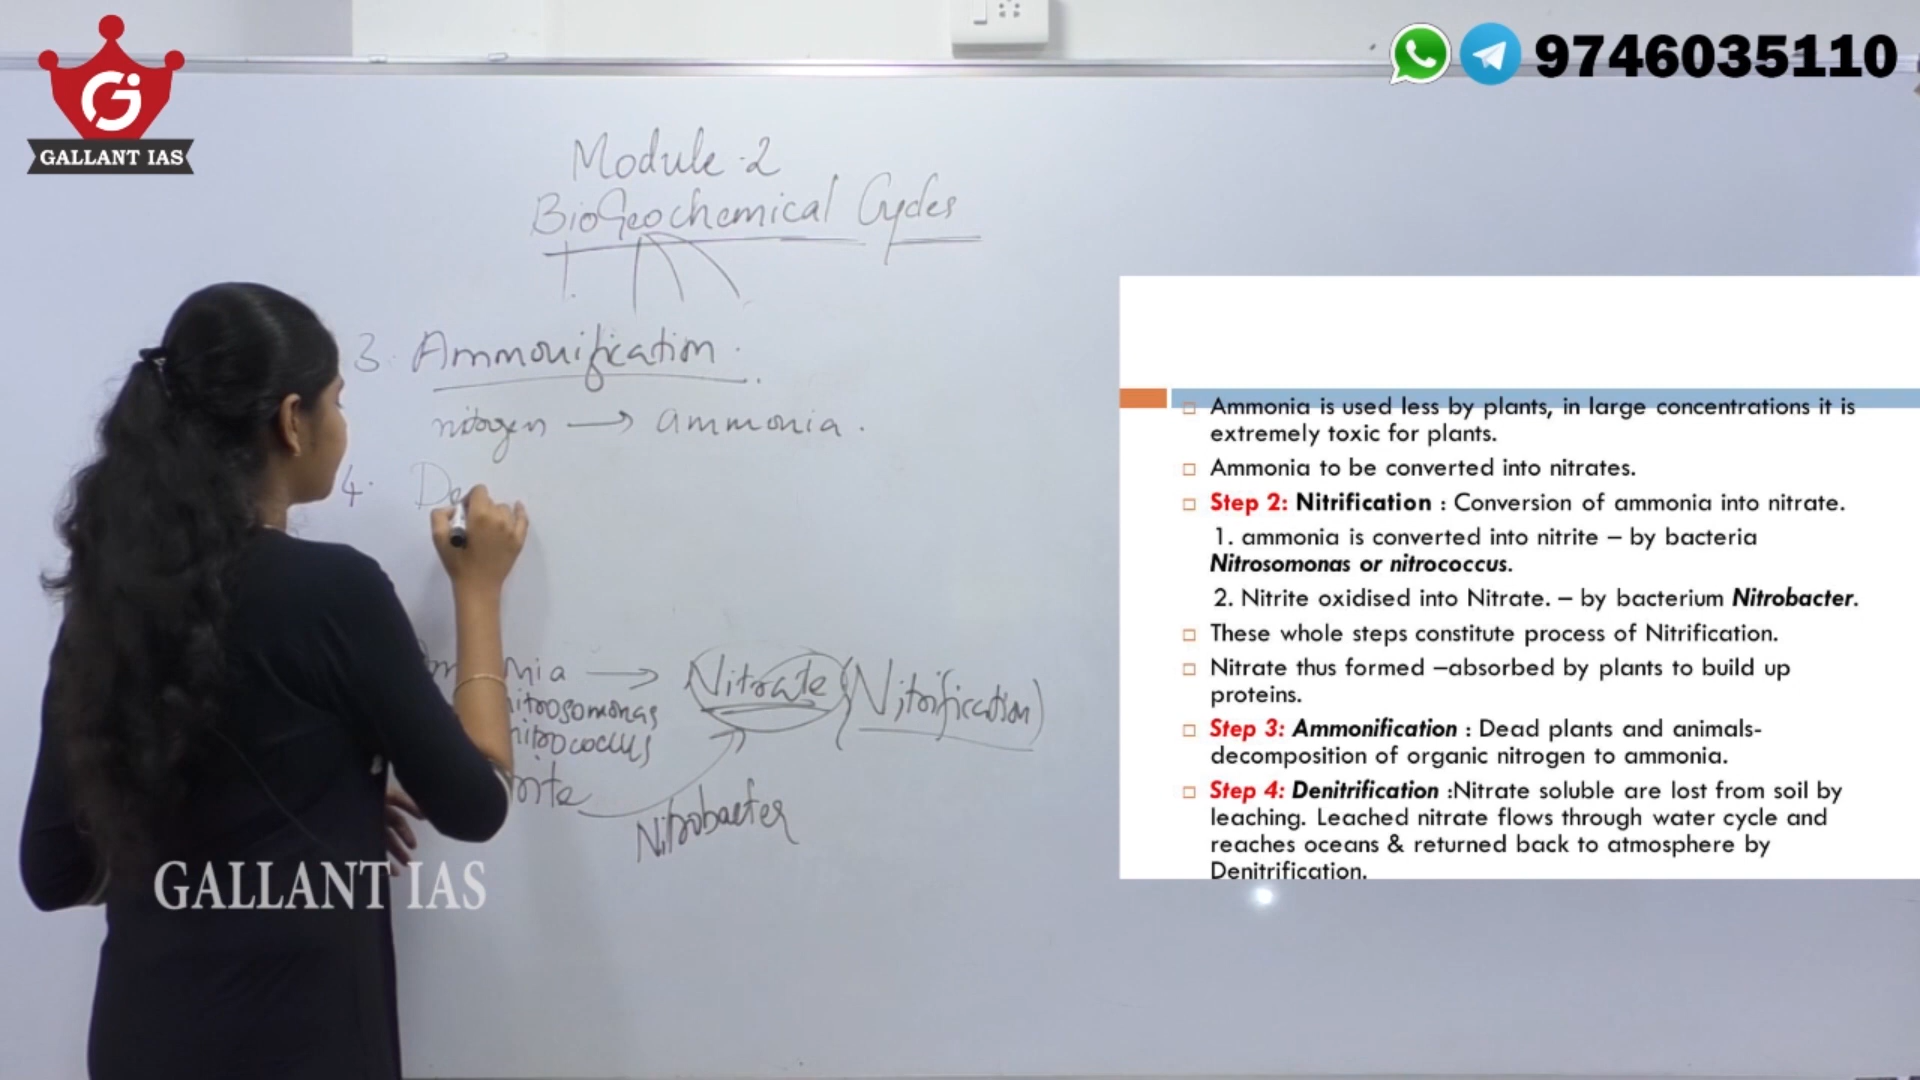 GALLANT IAS
9746035110
Module-2
BioGeochemical Cycles
3. Ammonification.
nitrogen → ammonia.
4. De
mia → Nitrate (Nitrification)
nitrosomonas
nitrococcus
Nitrobacter
GALLANT IAS
□ Ammonia is used less by plants, in large concentrations it is
extremely toxic for plants.
□ Ammonia to be converted into nitrates.
□ Step 2: Nitrification : Conversion of ammonia into nitrate.
1. ammonia is converted into nitrite – by bacteria
Nitrosomonas or nitrococcus.
2. Nitrite oxidised into Nitrate. – by bacterium Nitrobacter.
□ These whole steps constitute process of Nitrification.
□ Nitrate thus formed –absorbed by plants to build up
proteins.
□ Step 3: Ammonification : Dead plants and animals-
decomposition of organic nitrogen to ammonia.
□ Step 4: Denitrification :Nitrate soluble are lost from soil by
leaching. Leached nitrate flows through water cycle and
reaches oceans & returned back to atmosphere by
Denitrification.